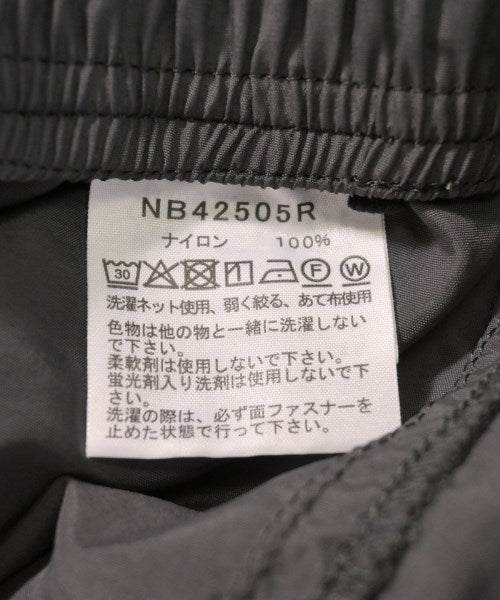 NB42505R
ナイロン 100%
30 F W
洗濯ネット使用、弱く絞る、あて布使用
色物は他の物と一緒に洗濯しない
で下さい。
柔軟剤は使用しないで下さい。
蛍光剤入り洗剤は使用しないで下
さい。
洗濯の際は、必ず面ファスナーを
止めた状態で行って下さい。